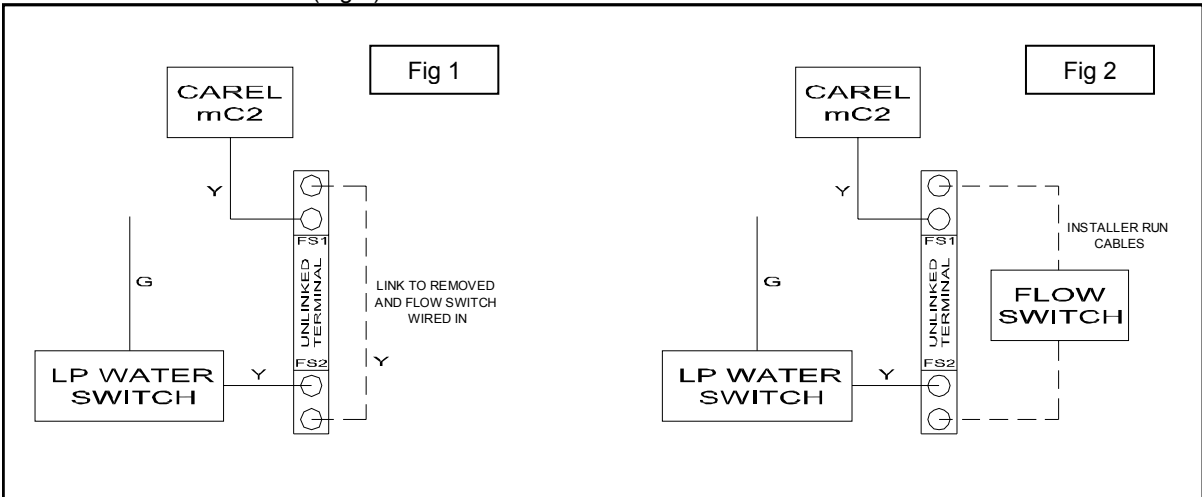 Fig 1
CAREL
mC2
Y
FS1
G
UNLINKED
TERMINAL
LINK TO REMOVED
AND FLOW SWITCH
WIRED IN
FS2
Y
LP WATER
SWITCH
Y
Fig 2
CAREL
mC2
Y
INSTALLER RUN
CABLES
FS1
G
UNLINKED
TERMINAL
FLOW
SWITCH
FS2
LP WATER
SWITCH
Y